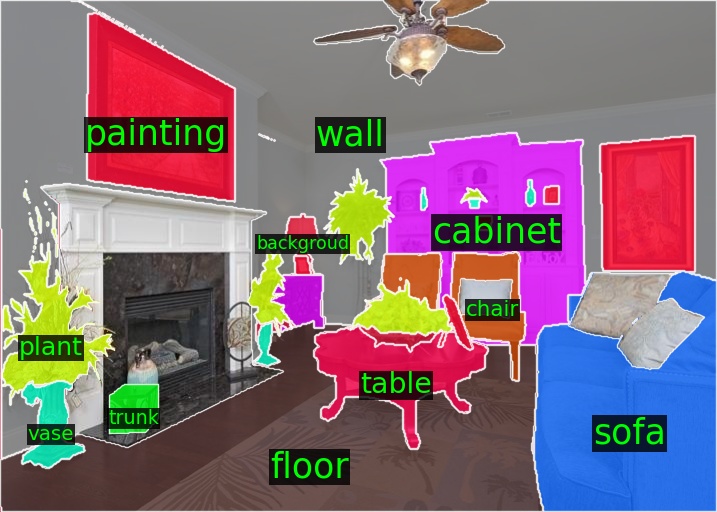 painting
wall
cabinet
backgroud
chair
plant
table
trunk
vase
sofa
floor